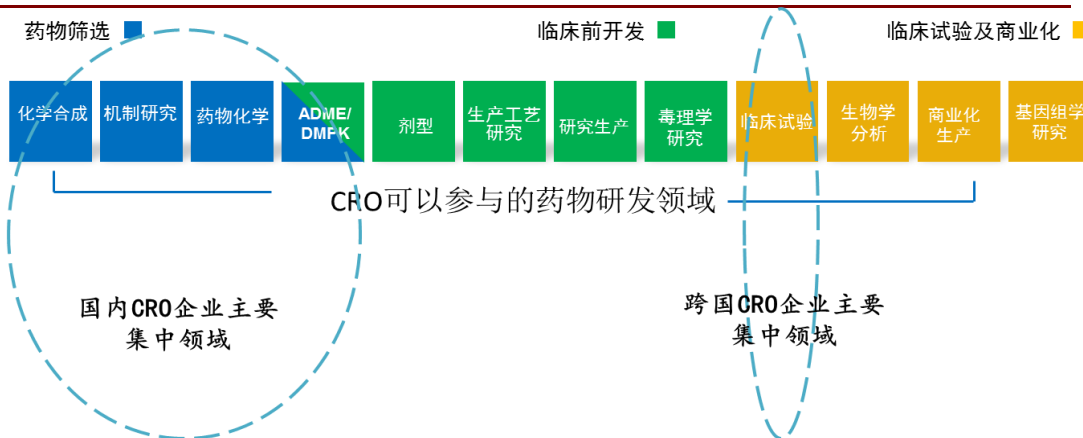 药物筛选
临床前开发
临床试验及商业化
化学合成
机制研究
药物化学
ADME/
DMPK
剂型
生产工艺
研究
研究生产
毒理学
研究
临床试验
生物学
分析
商业化
生产
基因组学
研究
CRO可以参与的药物研发领域
国内CRO企业主要
集中领域
跨国CRO企业主要
集中领域